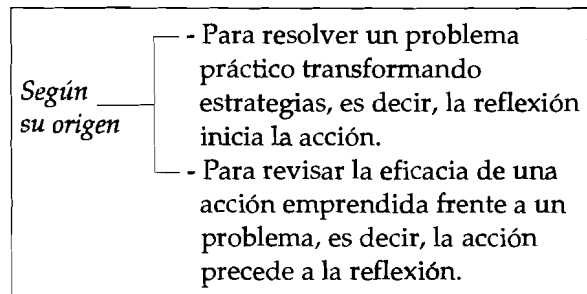 - Para resolver un problema
práctico transformando
Según
estrategias, es decir, la reflexión
su origen
inicia la acción.
- Para revisar la eficacia de una
acción emprendida frente a un
problema, es decir, la acción
precede a la reflexión.